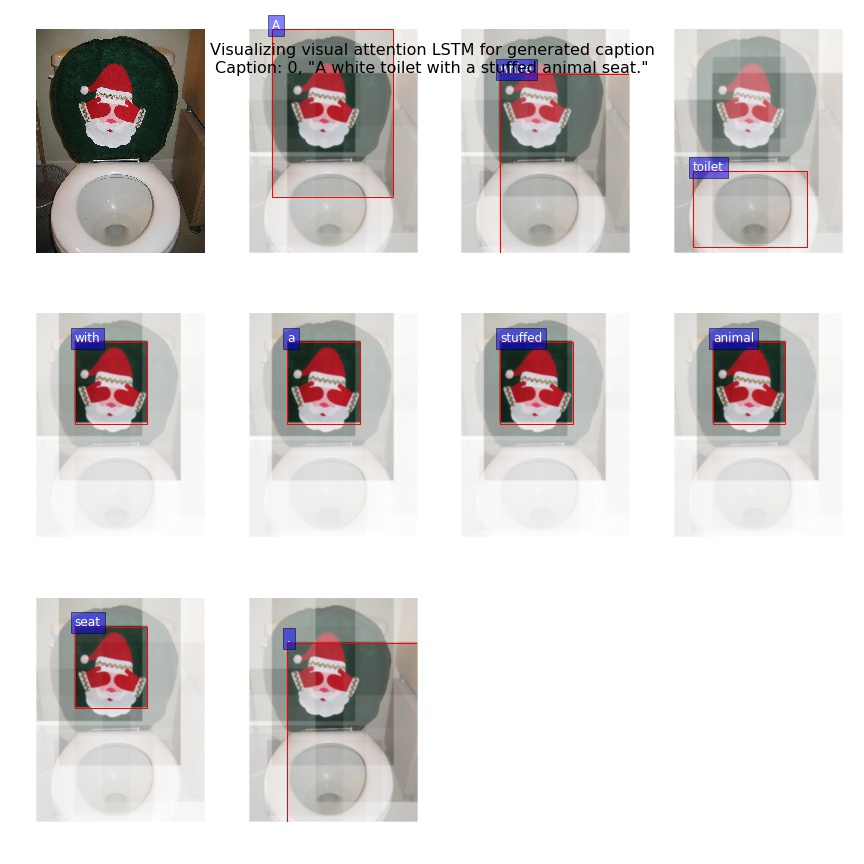 A
Visualizing visual attention LSTM for generated caption
Caption: 0, "A white toilet with a stuffed animal seat."
white
toilet
with
a
stuffed
animal
seat
.